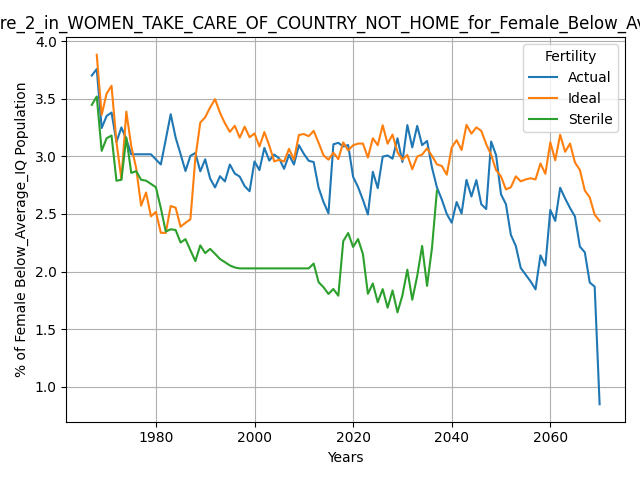 re_2_in_WOMEN_TAKE_CARE_OF_COUNTRY_NOT_HOME_for_Female_Below_Av
% of Female Below_Average_IQ Population
4.0
3.5
3.0
2.5
2.0
1.5
1.0
Fertility
Actual
Ideal
Sterile
1980
2000
2020
2040
2060
Years